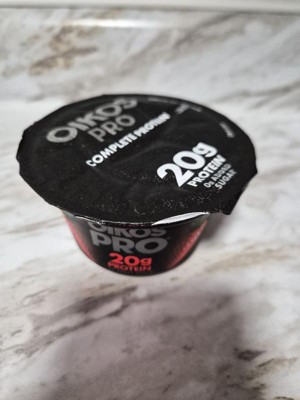 OIKOS
PRO
COMPLETE PROTEIN
20g
PROTEIN
0g ADDED
SUGAR
OIKOS
PRO
20g
PROTEIN